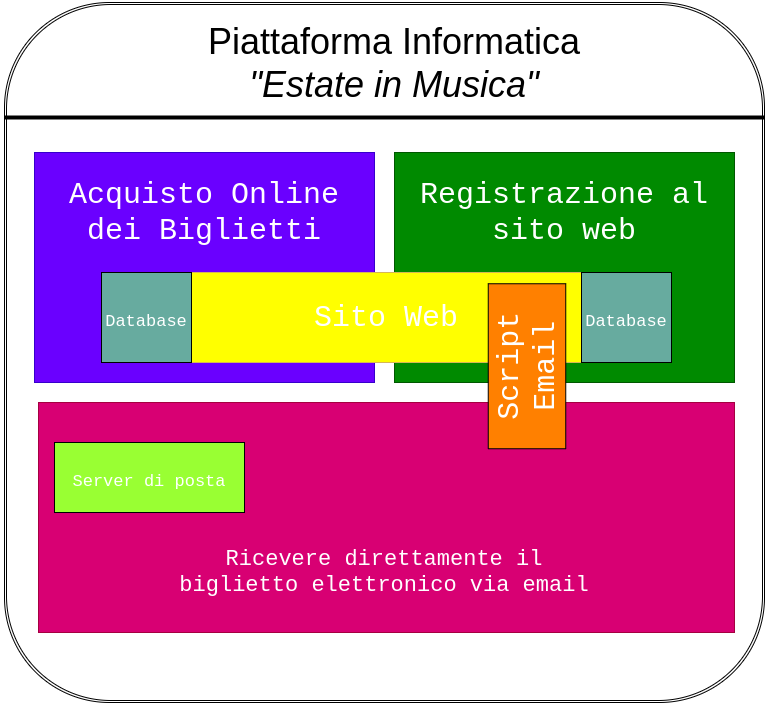 Piattaforma Informatica
"Estate in Musica"
Acquisto Online
dei Biglietti
Registrazione al
sito web
Database
Sito Web
Script
Email
Database
Server di posta
Ricevere direttamente il
biglietto elettronico via email